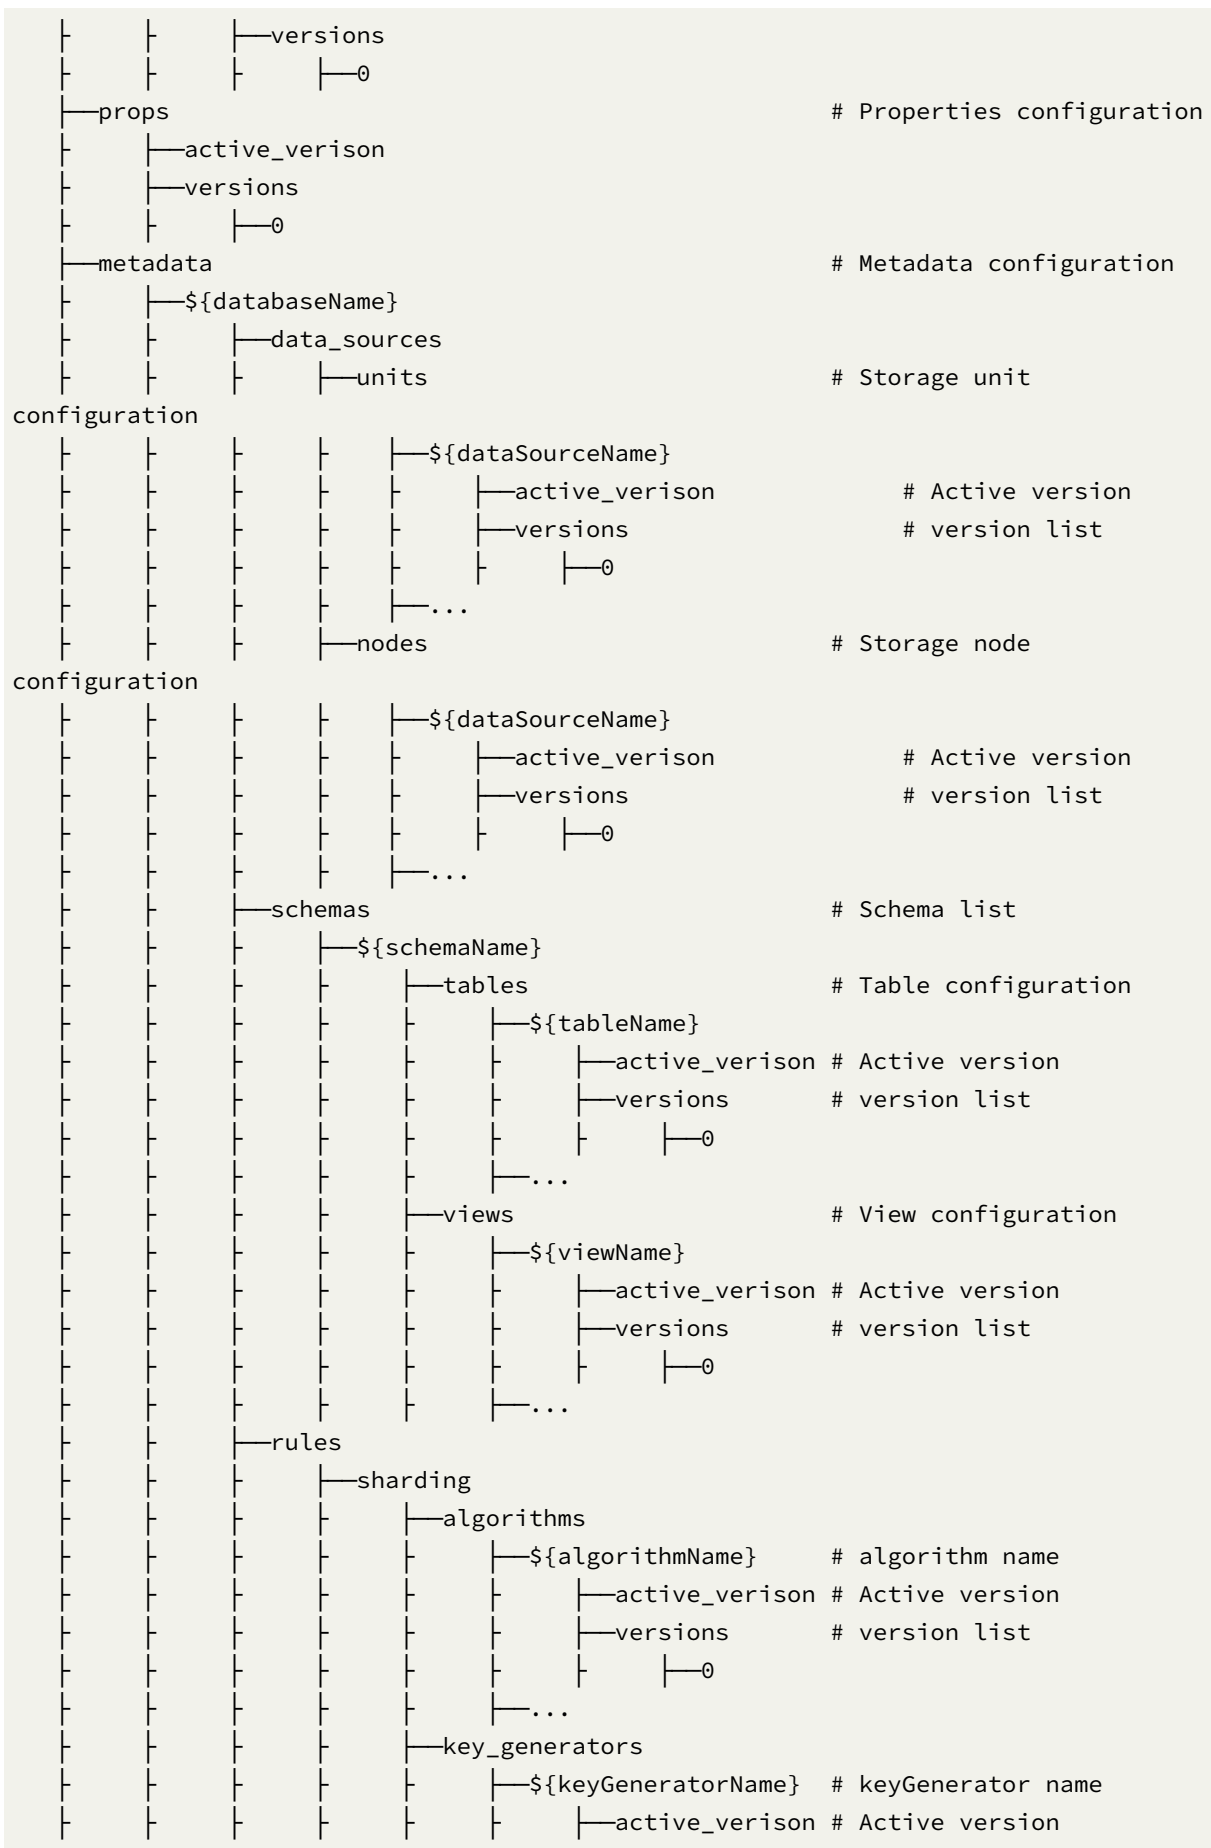 ├      ├      ├──versions
├      ├      ├      ├──0
├──props                                                      # Properties configuration
├      ├──active_verison
├      ├──versions
├      ├      ├──0
├──metadata                                                   # Metadata configuration
├      ├──${databaseName}
├      ├      ├──data_sources
├      ├      ├      ├──units                                 # Storage unit
configuration
├      ├      ├      ├     ├──${dataSourceName}
├      ├      ├      ├     ├      ├──active_verison               # Active version
├      ├      ├      ├     ├      ├──versions                     # version list
├      ├      ├      ├     ├      ├      ├──0
├      ├      ├      ├     ├──...
├      ├      ├      ├──nodes                                 # Storage node
configuration
├      ├      ├      ├     ├──${dataSourceName}
├      ├      ├      ├     ├      ├──active_verison               # Active version
├      ├      ├      ├     ├      ├──versions                     # version list
├      ├      ├      ├     ├      ├      ├──0
├      ├      ├      ├     ├──...
├      ├      ├──schemas                                      # Schema list
├      ├      ├      ├──${schemaName}
├      ├      ├      ├      ├──tables                         # Table configuration
├      ├      ├      ├      ├      ├──${tableName}
├      ├      ├      ├      ├      ├      ├──active_verison # Active version
├      ├      ├      ├      ├      ├      ├──versions       # version list
├      ├      ├      ├      ├      ├      ├      ├──0
├      ├      ├      ├      ├      ├──...
├      ├      ├      ├      ├──views                          # View configuration
├      ├      ├      ├      ├      ├──${viewName}
├      ├      ├      ├      ├      ├      ├──active_verison # Active version
├      ├      ├      ├      ├      ├      ├──versions       # version list
├      ├      ├      ├      ├      ├      ├      ├──0
├      ├      ├      ├      ├      ├──...
├      ├      ├──rules
├      ├      ├      ├──sharding
├      ├      ├      ├      ├──algorithms
├      ├      ├      ├      ├      ├──${algorithmName}     # algorithm name
├      ├      ├      ├      ├      ├      ├──active_verison # Active version
├      ├      ├      ├      ├      ├      ├──versions       # version list
├      ├      ├      ├      ├      ├      ├      ├──0
├      ├      ├      ├      ├      ├──...
├      ├      ├      ├      ├──key_generators
├      ├      ├      ├      ├      ├──${keyGeneratorName}  # keyGenerator name
├      ├      ├      ├      ├      ├      ├──active_verison # Active version